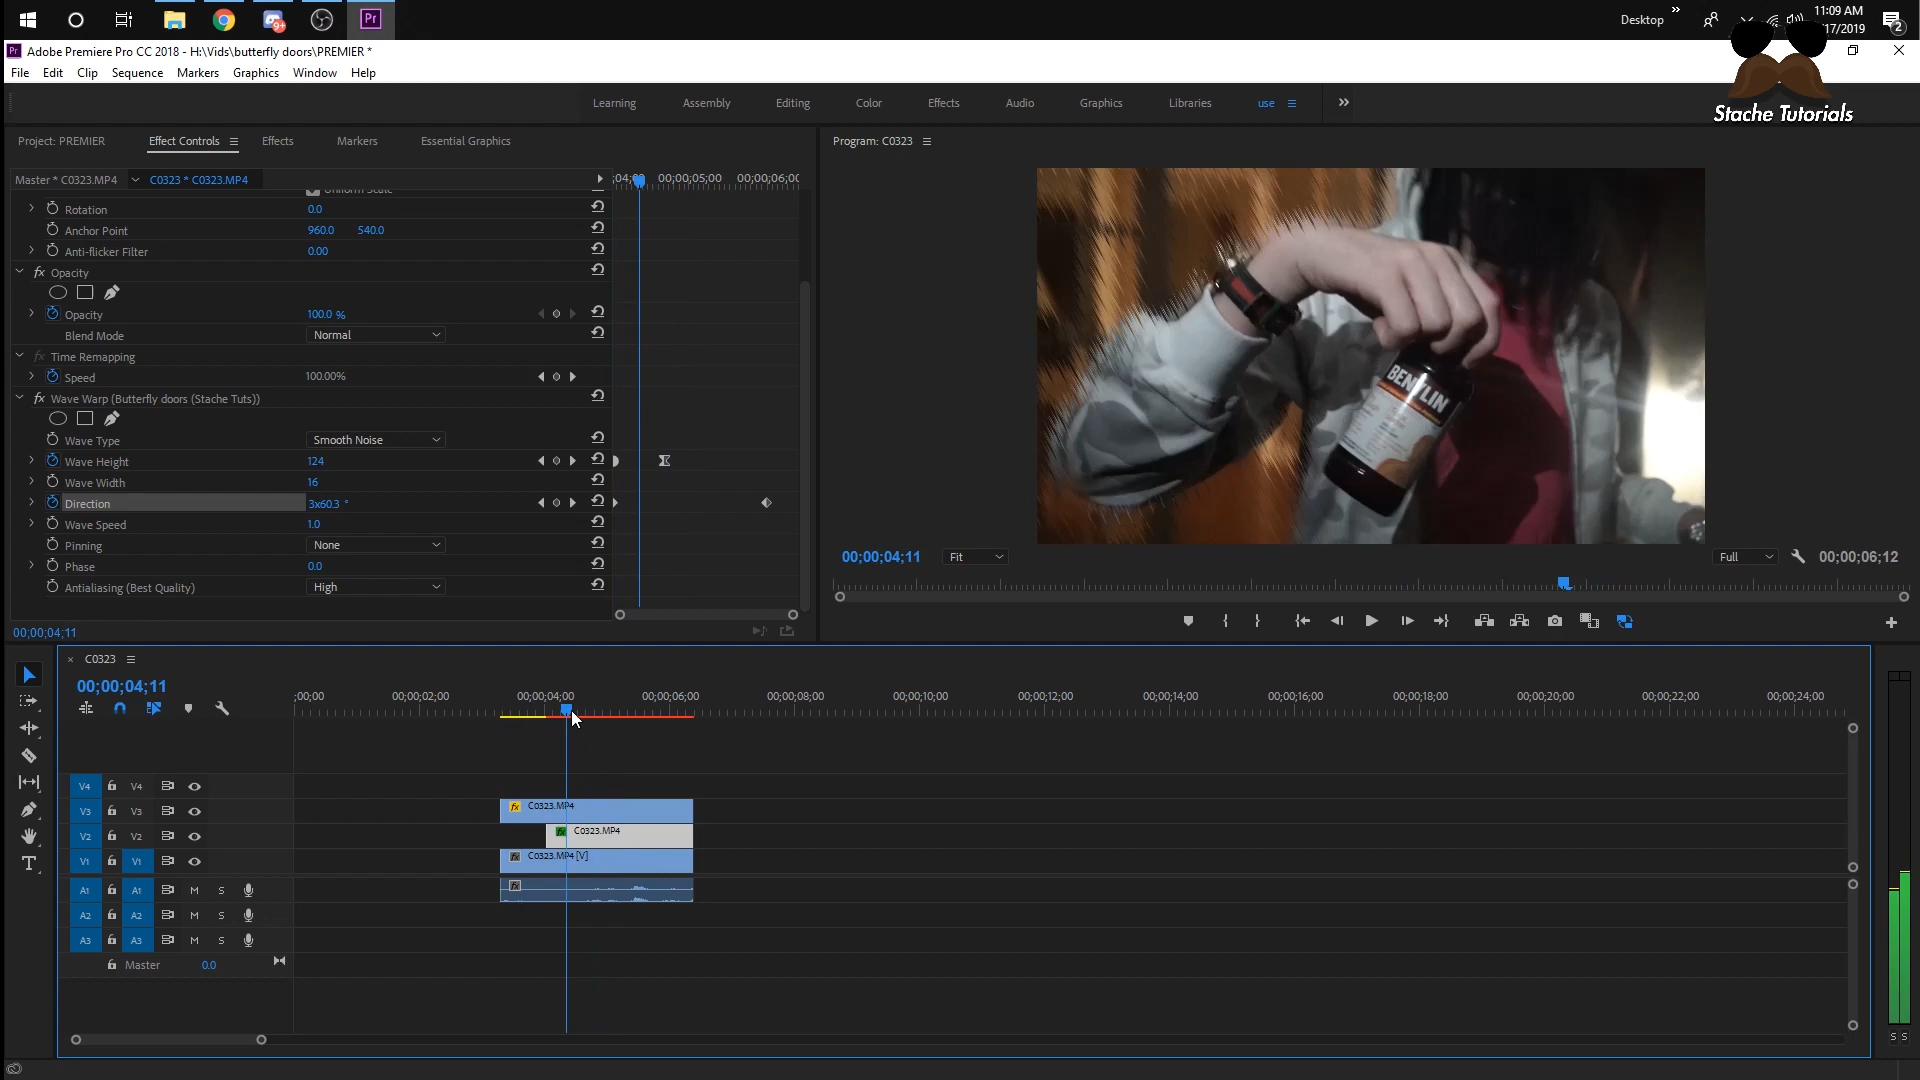 Desktop
11:09 AM
17/2019
2
9+
Pr
Adobe Premiere Pro CC 2018 - H:\Vids\butterfly doors\PREMIER *
File Edit Clip Sequence Markers Graphics Window Help
Stache Tutorials
Learning Assembly Editing Color Effects Audio Graphics Libraries use
Project: PREMIER Effect Controls Effects Markers Essential Graphics
Program: C0323
Master * C0323.MP4 C0323 * C0323.MP4
00;00;05;00 00;00;06;00
Uniform Scale
Rotation 0.0
Anchor Point 960.0 540.0
Anti-flicker Filter 0.00
fx Opacity
Opacity 100.0 %
Blend Mode Normal
fx Time Remapping
Speed 100.00%
fx Wave Warp (Butterfly doors (Stache Tuts))
Wave Type Smooth Noise
Wave Height 124
Wave Width 16
Direction 3x60.3 °
Wave Speed 1.0
Pinning None
Phase 0.0
Antialiasing (Best Quality) High
00;00;04;11
BENYLIN
00;00;04;11 Fit Full 00;00;06;12
× C0323
00;00;04;11
;00;00 00;00;02;00 00;00;04;00 00;00;06;00 00;00;08;00 00;00;10;00 00;00;12;00 00;00;14;00 00;00;16;00 00;00;18;00 00;00;20;00 00;00;22;00 00;00;24;00
V4 V4
V3 V3 fx C0323.MP4
V2 V2 fx C0323.MP4
V1 V1 fx C0323.MP4 [V]
A1 A1 M S fx
A2 A2 M S
A3 A3 M S
Master 0.0
S S